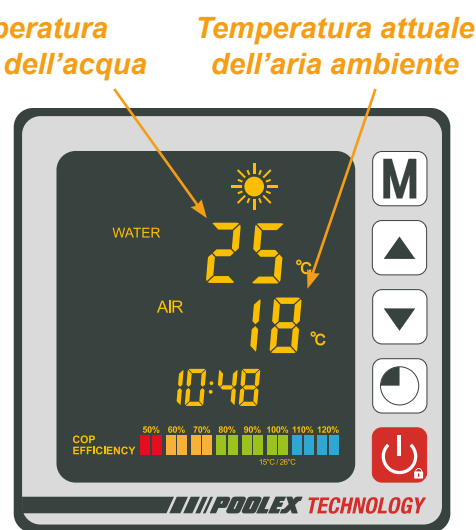 peratura
dell'acqua
Temperatura attuale
dell'aria ambiente
M
WATER
25 °C
AIR
18 °C
10:48
50% 60% 70% 80% 90% 100% 110% 120%
COP
EFFICIENCY
15°C / 26°C
POOLEX TECHNOLOGY